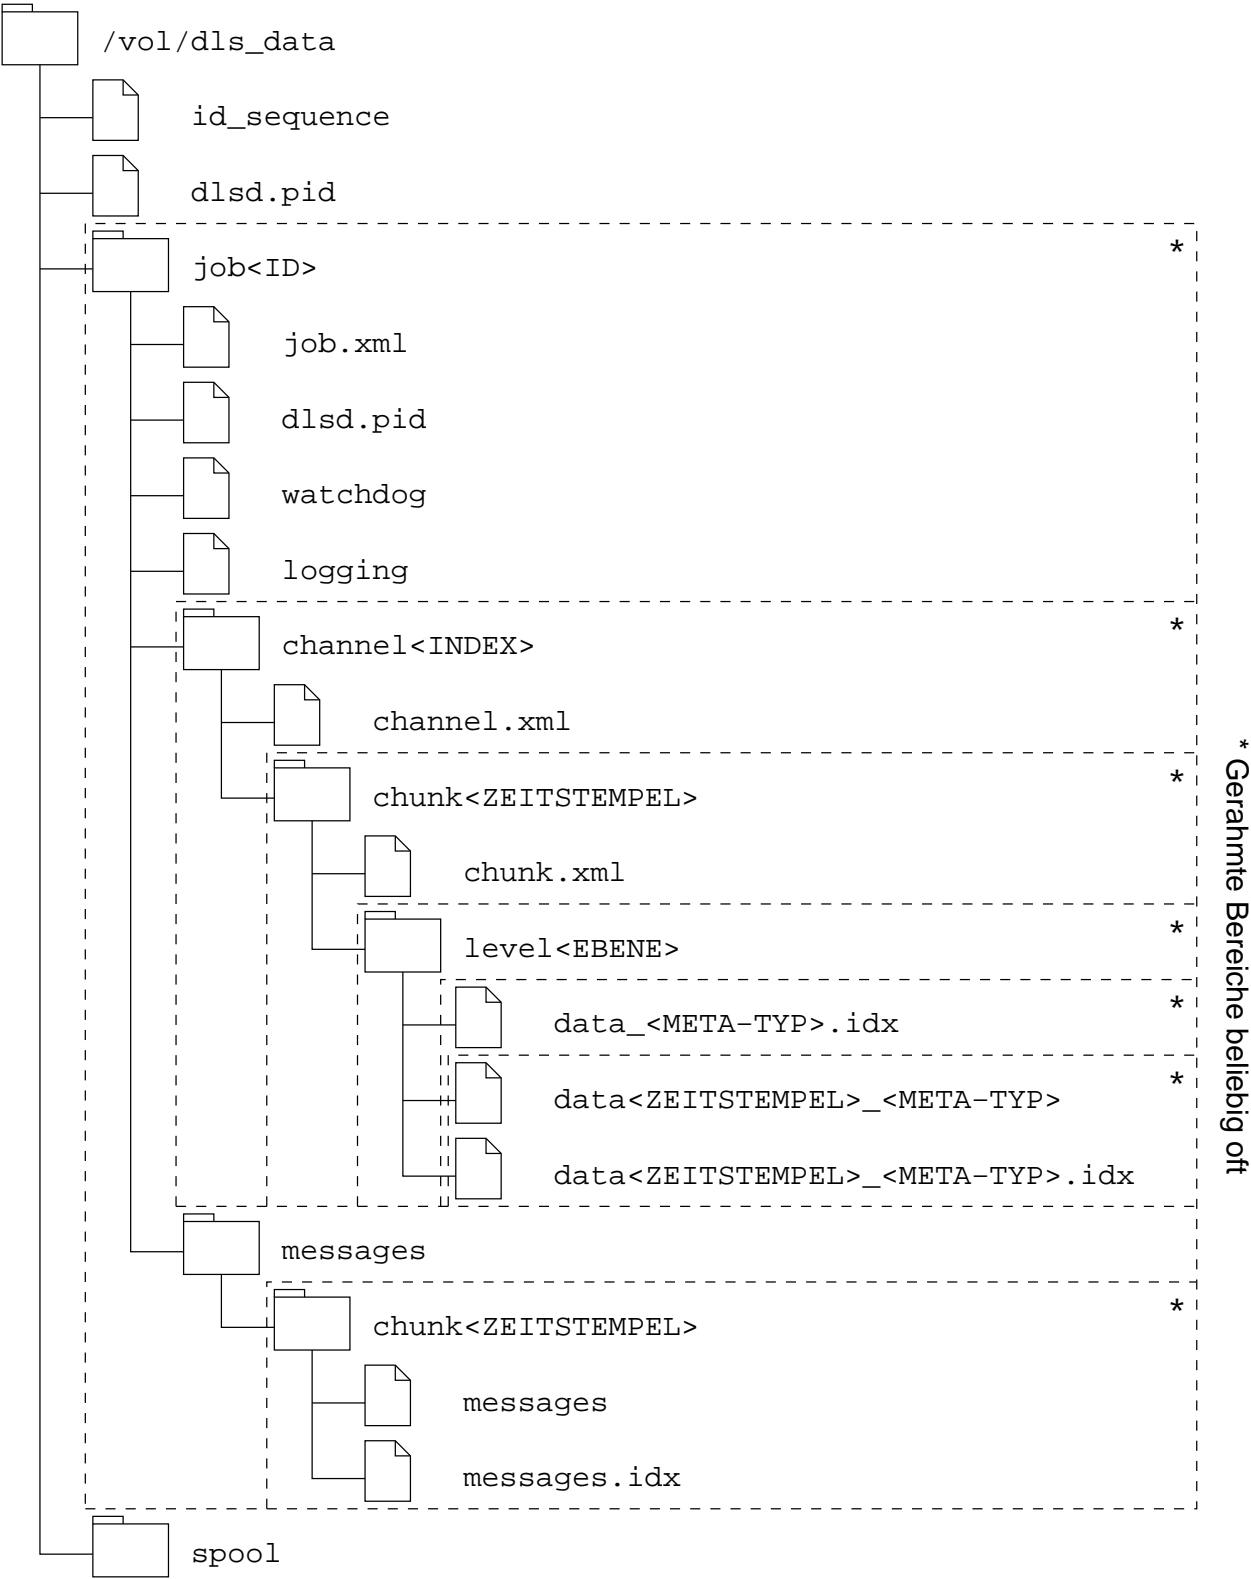 /vol/dls_data
id_sequence
dlsd.pid
*
job<ID>
job.xml
dlsd.pid
watchdog
logging
*
channel<INDEX>
channel.xml
*
chunk<ZEITSTEMPEL>
chunk.xml
*
level<EBENE>
*
data_<META-TYP>.idx
*
data<ZEITSTEMPEL>_<META-TYP>
data<ZEITSTEMPEL>_<META-TYP>.idx
messages
*
chunk<ZEITSTEMPEL>
messages
messages.idx
spool
* Gerahmte Bereiche beliebig oft